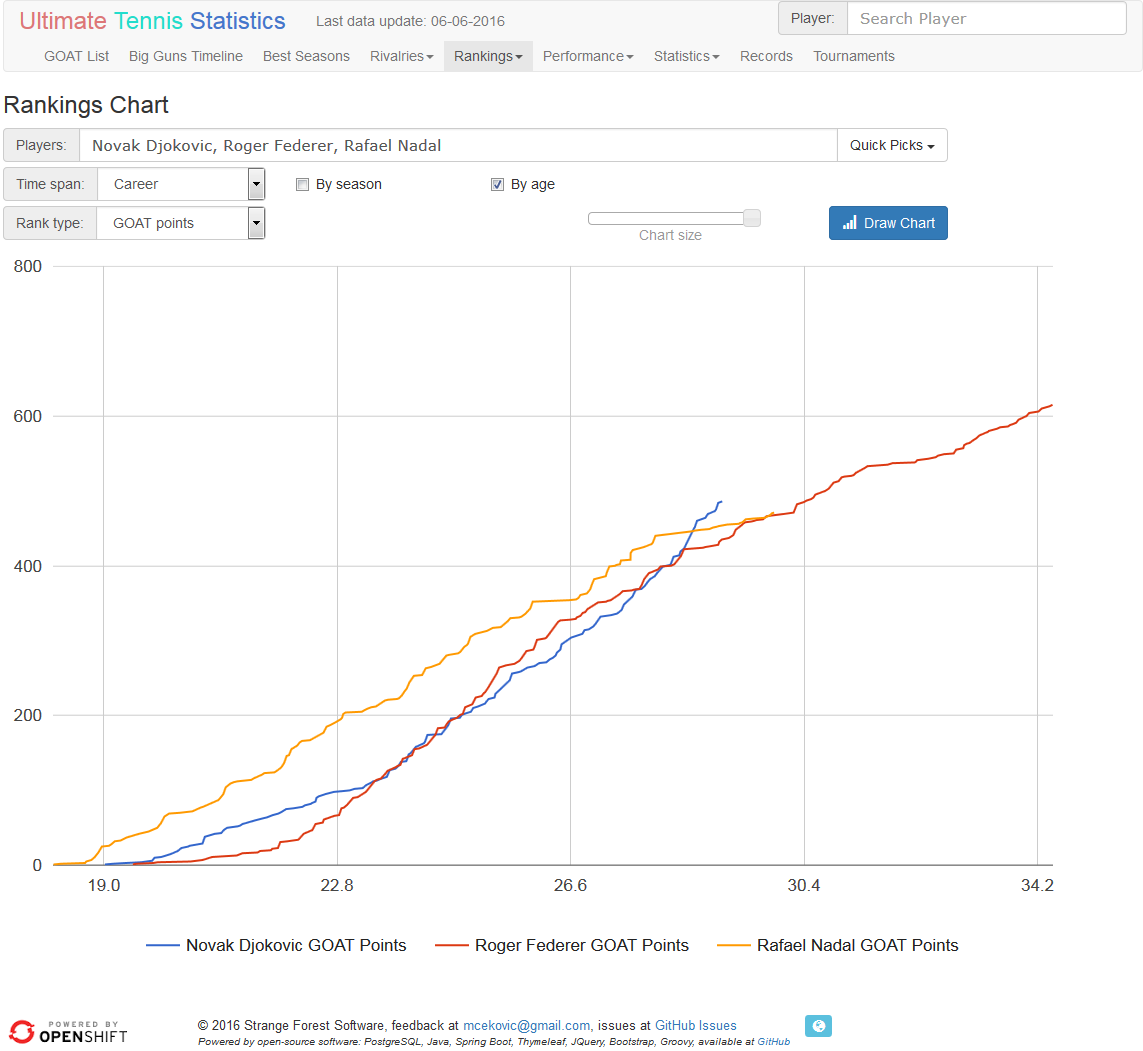 Ultimate Tennis Statistics Last data update: 06-06-2016 Player: Search Player
GOAT List Big Guns Timeline Best Seasons Rivalries Rankings Performance Statistics Records Tournaments
Rankings Chart
Players: Novak Djokovic, Roger Federer, Rafael Nadal Quick Picks
Time span: Career By season By age
Rank type: GOAT points Draw Chart
Chart size
800
600
400
200
0
19.0 22.8 26.6 30.4 34.2
Novak Djokovic GOAT Points Roger Federer GOAT Points Rafael Nadal GOAT Points
POWERED BY
OPENSHIFT
© 2016 Strange Forest Software, feedback at mcekovic@gmail.com, issues at GitHub Issues
Powered by open-source software: PostgreSQL, Java, Spring Boot, Thymeleaf, JQuery, Bootstrap, Groovy, available at GitHub